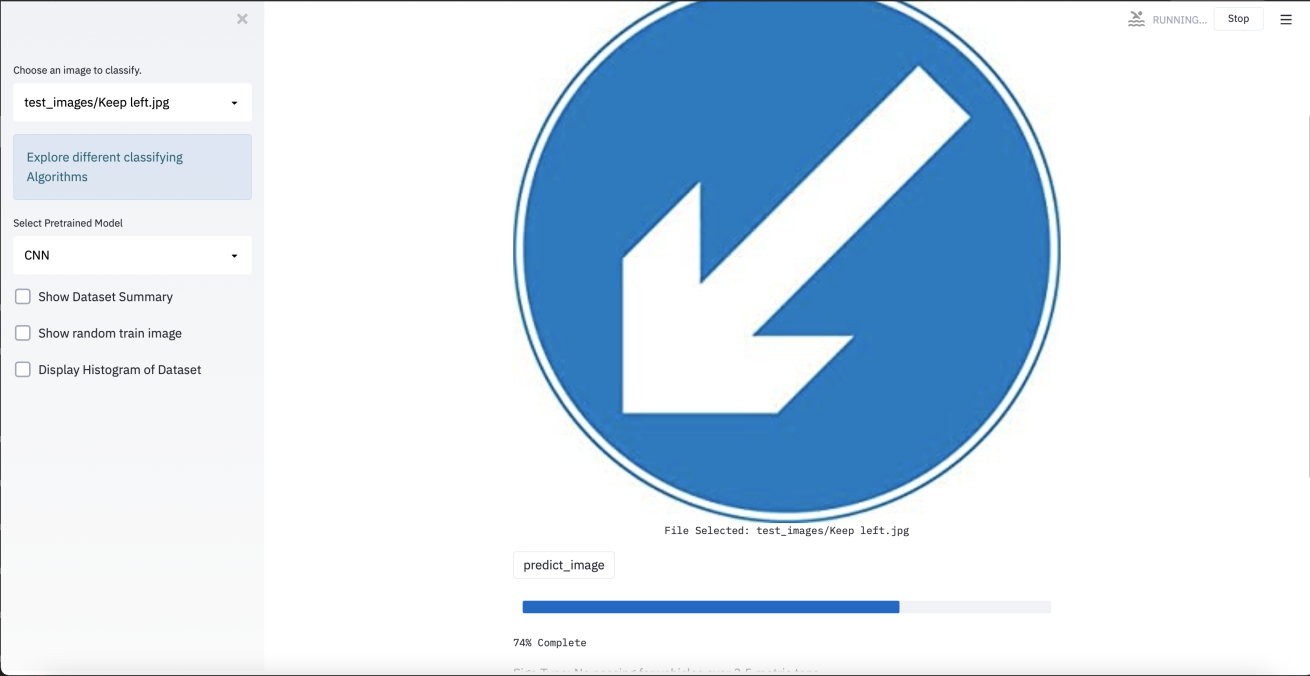 RUNNING...
Stop
Choose an image to classify.
test_images/Keep left.jpg
Explore different classifying
Algorithms
Select Pretrained Model
CNN
Show Dataset Summary
Show random train image
Display Histogram of Dataset
File Selected: test_images/Keep left.jpg
predict_image
74% Complete